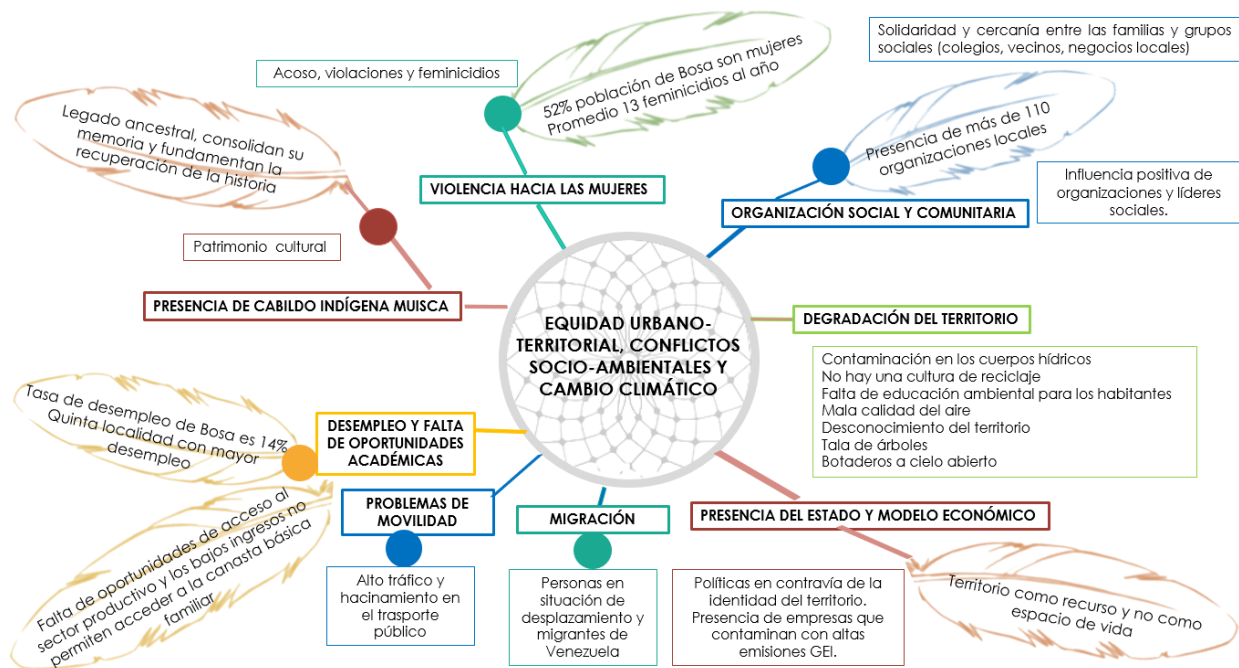 Solidaridad y cercanía entre las familias y grupos
sociales (colegios, vecinos, negocios locales)
Acoso, violaciones y feminicidios
52% población de Bosa son mujeres
Promedio 13 feminicidios al año
Legado ancestral, consolidan su
memoria y fundamentan la
recuperación de la historia
Presencia de más de 110
organizaciones locales
VIOLENCIA HACIA LAS MUJERES
ORGANIZACIÓN SOCIAL Y COMUNITARIA
Influencia positiva de
organizaciones y líderes
sociales.
Patrimonio cultural
PRESENCIA DE CABILDO INDÍGENA MUISCA
DEGRADACIÓN DEL TERRITORIO
EQUIDAD URBANO-
TERRITORIAL, CONFLICTOS
SOCIO-AMBIENTALES Y
CAMBIO CLIMÁTICO
Contaminación en los cuerpos hídricos
No hay una cultura de reciclaje
Falta de educación ambiental para los habitantes
Mala calidad del aire
Desconocimiento del territorio
Tala de árboles
Botaderos a cielo abierto
Tasa de desempleo de Bosa es 14%
Quinta localidad con mayor
desempleo
DESEMPLEO Y FALTA
DE OPORTUNIDADES
ACADÉMICAS
Falta de oportunidades de acceso al
sector productivo y los bajos ingresos no
permiten acceder a la canasta básica
familiar
PROBLEMAS DE
MOVILIDAD
MIGRACIÓN
PRESENCIA DEL ESTADO Y MODELO ECONÓMICO
Alto tráfico y
hacinamiento en
el trasporte
público
Personas en
situación de
desplazamiento y
migrantes de
Venezuela
Políticas en contravía de la
identidad del territorio.
Presencia de empresas que
contaminan con altas
emisiones GEI.
Territorio como recurso y no como
espacio de vida